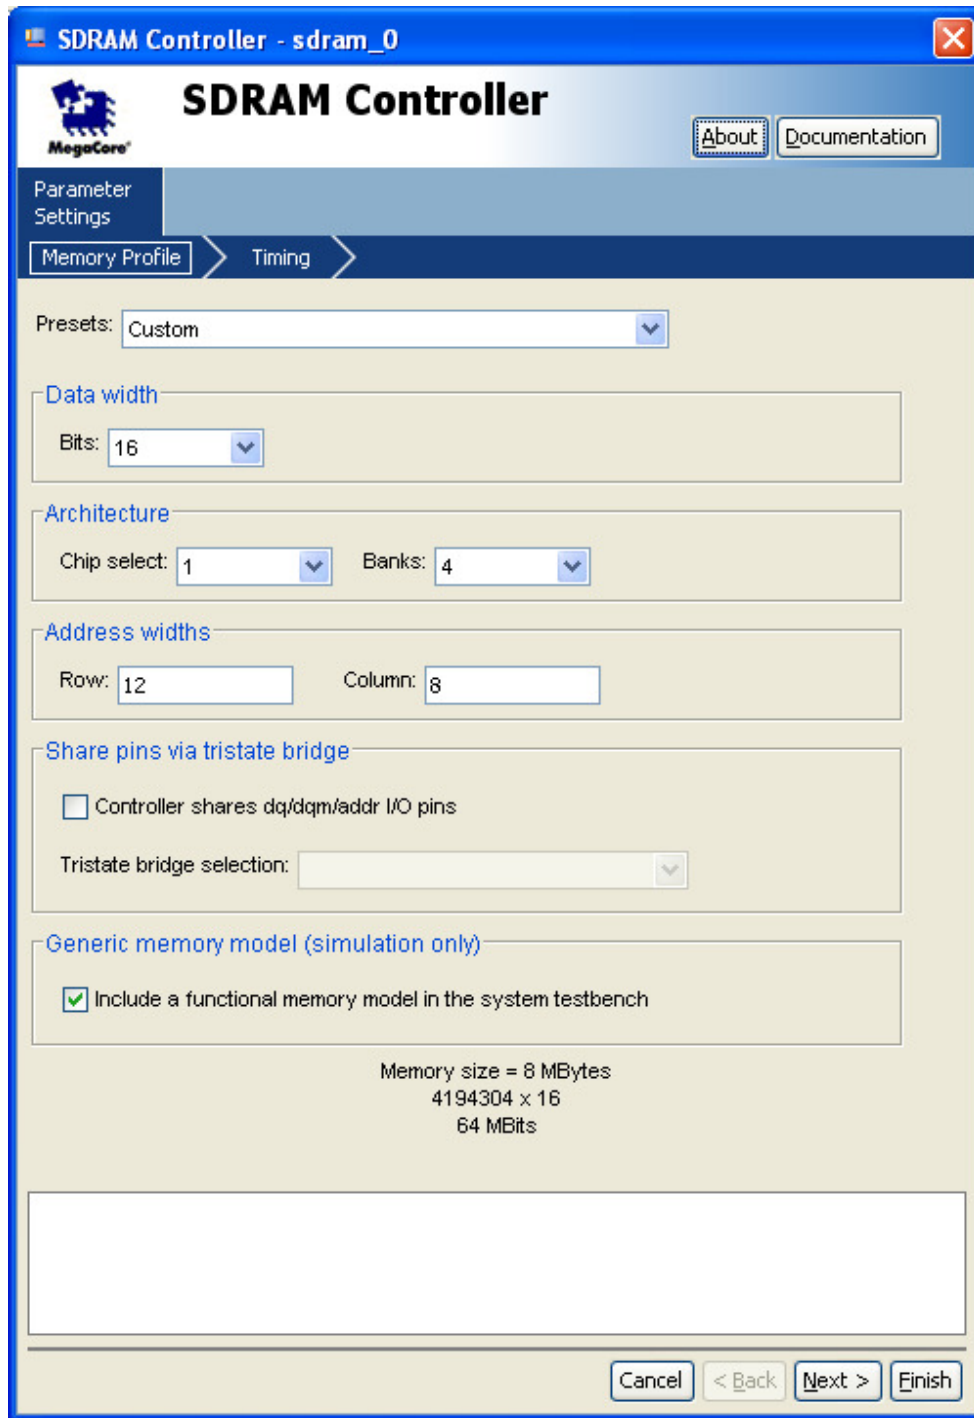 SDRAM Controller - sdram_0
MegaCore®
SDRAM Controller
About
Documentation
Parameter
Settings
Memory Profile
Timing
Presets: Custom
Data width
Bits: 16
Architecture
Chip select: 1 Banks: 4
Address widths
Row: 12 Column: 8
Share pins via tristate bridge
Controller shares dq/dqm/addr I/O pins
Tristate bridge selection:
Generic memory model (simulation only)
Include a functional memory model in the system testbench
Memory size = 8 MBytes
4194304 x 16
64 MBits
Cancel < Back Next > Finish